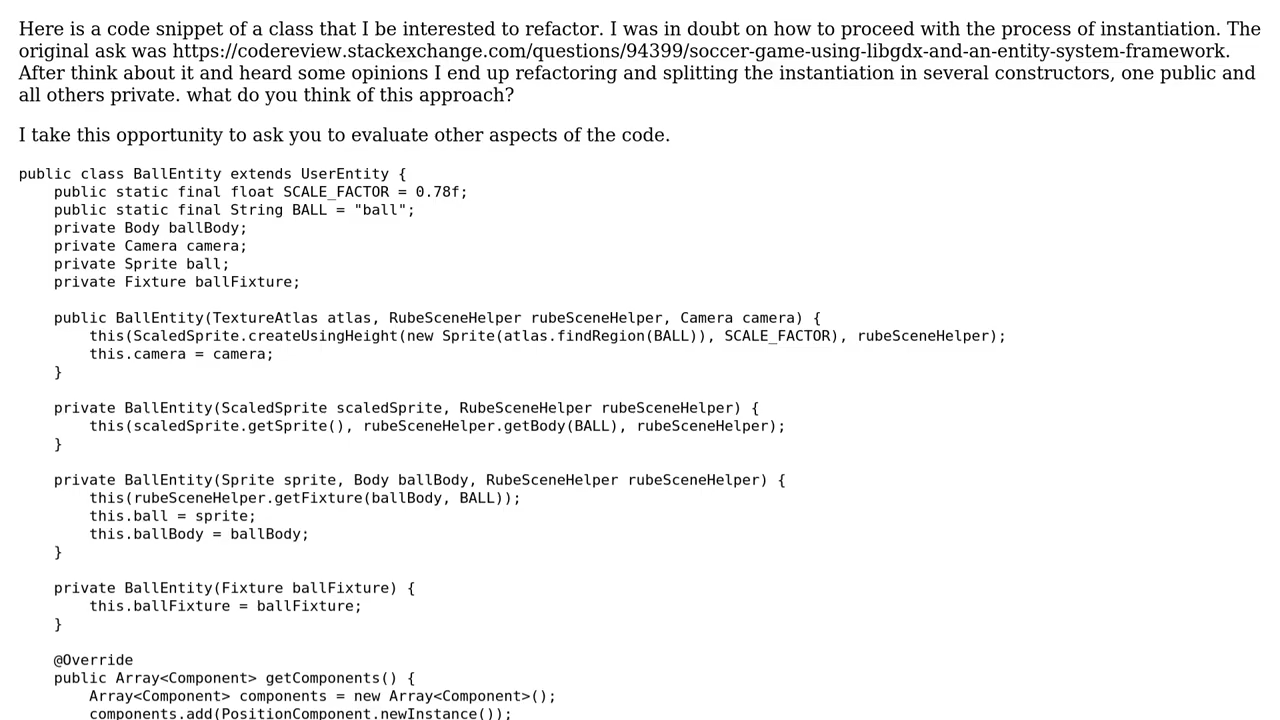 Here is a code snippet of a class that I be interested to refactor. I was in doubt on how to proceed with the process of instantiation. The
original ask was https://codereview.stackexchange.com/questions/94399/soccer-game-using-libgdx-and-an-entity-system-framework.
After think about it and heard some opinions I end up refactoring and splitting the instantiation in several constructors, one public and
all others private. what do you think of this approach?
I take this opportunity to ask you to evaluate other aspects of the code.
public class BallEntity extends UserEntity {
    public static final float SCALE_FACTOR = 0.78f;
    public static final String BALL = "ball";
    private Body ballBody;
    private Camera camera;
    private Sprite ball;
    private Fixture ballFixture;
    public BallEntity(TextureAtlas atlas, RubeSceneHelper rubeSceneHelper, Camera camera) {
        this(ScaledSprite.createUsingHeight(new Sprite(atlas.findRegion(BALL)), SCALE_FACTOR), rubeSceneHelper);
        this.camera = camera;
    }
    private BallEntity(ScaledSprite scaledSprite, RubeSceneHelper rubeSceneHelper) {
        this(scaledSprite.getSprite(), rubeSceneHelper.getBody(BALL), rubeSceneHelper);
    }
    private BallEntity(Sprite sprite, Body ballBody, RubeSceneHelper rubeSceneHelper) {
        this(rubeSceneHelper.getFixture(ballBody, BALL));
        this.ball = sprite;
        this.ballBody = ballBody;
    }
    private BallEntity(Fixture ballFixture) {
        this.ballFixture = ballFixture;
    }
    @Override
    public Array<Component> getComponents() {
        Array<Component> components = new Array<Component>();
        components.add(PositionComponent.newInstance());